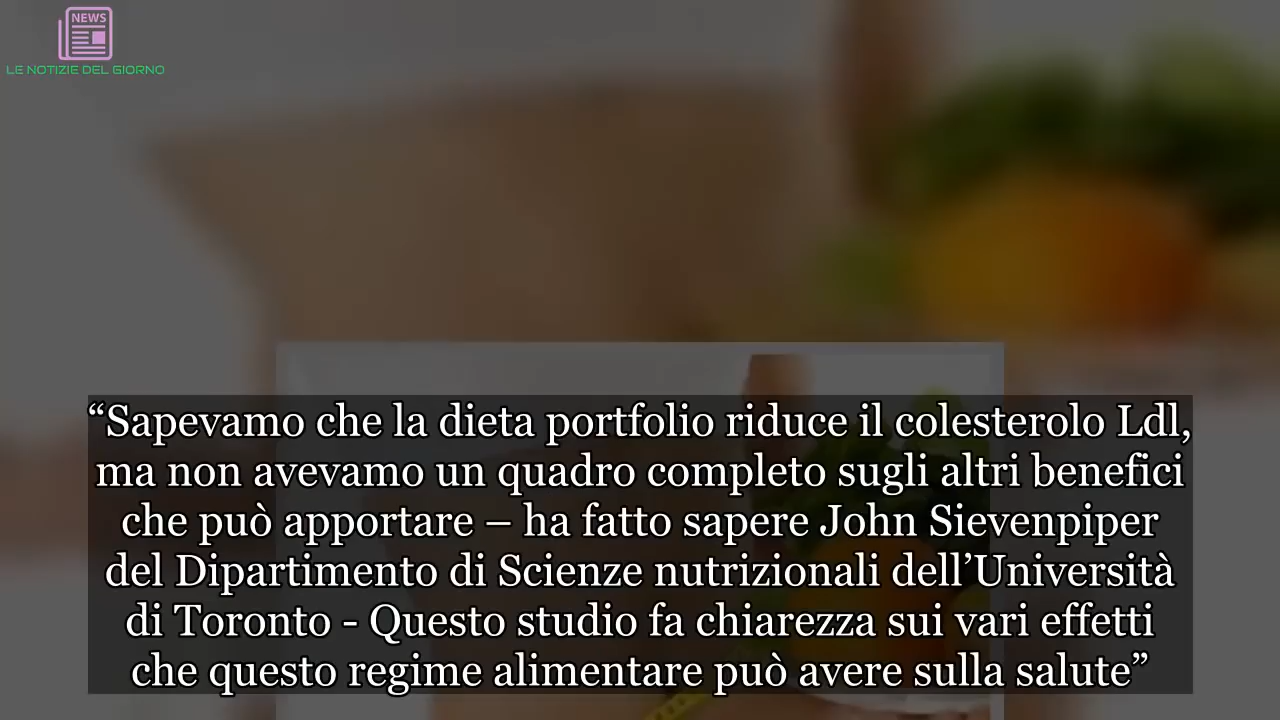 NEWS
LE NOTIZIE DEL GIORNO
“Sapevamo che la dieta portfolio riduce il colesterolo Ldl,
ma non avevamo un quadro completo sugli altri benefici
che può apportare – ha fatto sapere John Sievenpiper
del Dipartimento di Scienze nutrizionali dell’Università
di Toronto - Questo studio fa chiarezza sui vari effetti
che questo regime alimentare può avere sulla salute”